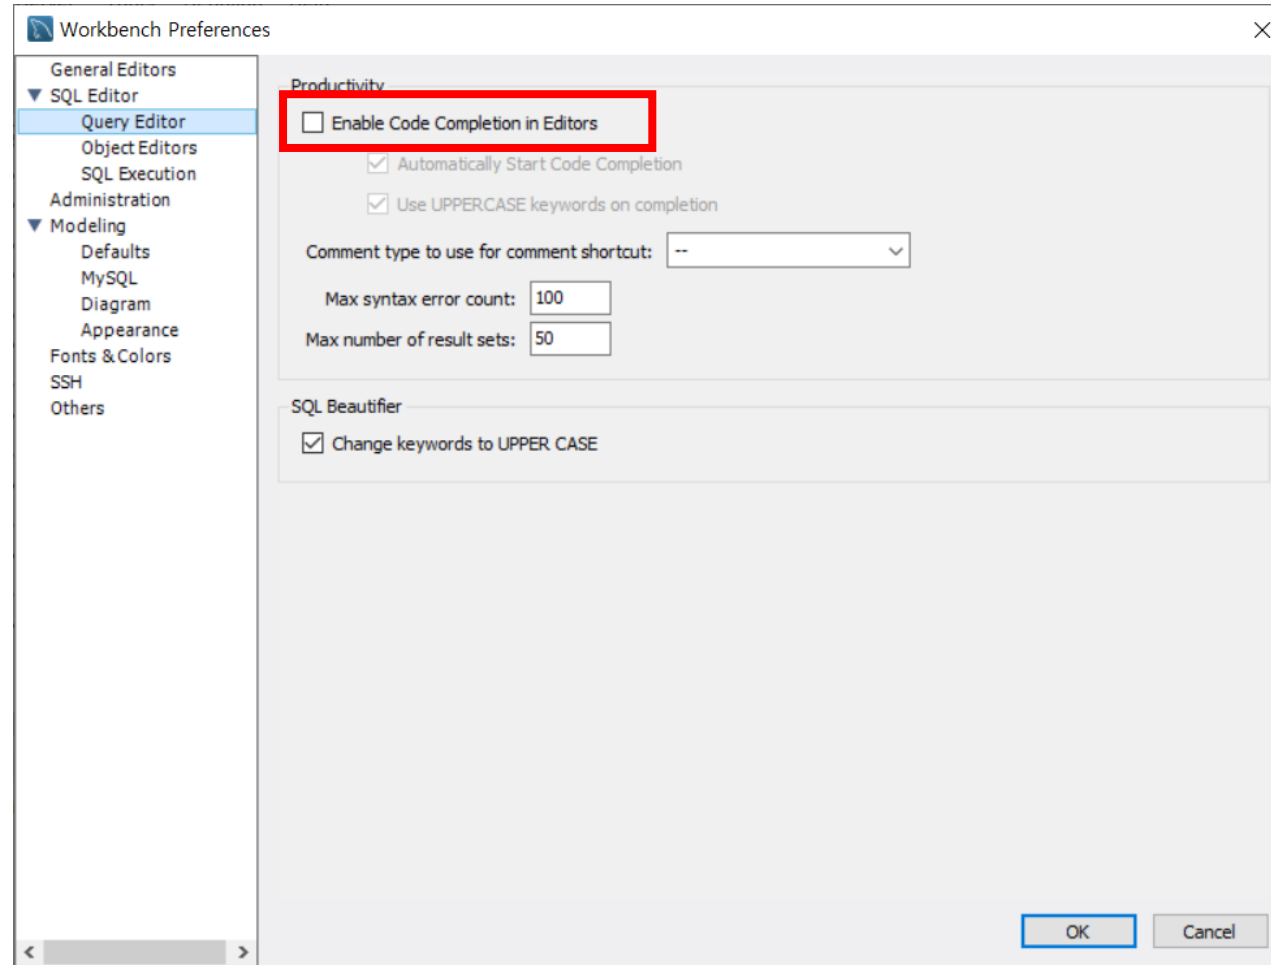 Workbench Preferences
General Editors
SQL Editor
Query Editor
Object Editors
SQL Execution
Administration
Modeling
Defaults
MySQL
Diagram
Appearance
Fonts & Colors
SSH
Others
Productivity
Enable Code Completion in Editors
Automatically Start Code Completion
Use UPPERCASE keywords on completion
Comment type to use for comment shortcut: --
Max syntax error count: 100
Max number of result sets: 50
SQL Beautifier
Change keywords to UPPER CASE
OK Cancel